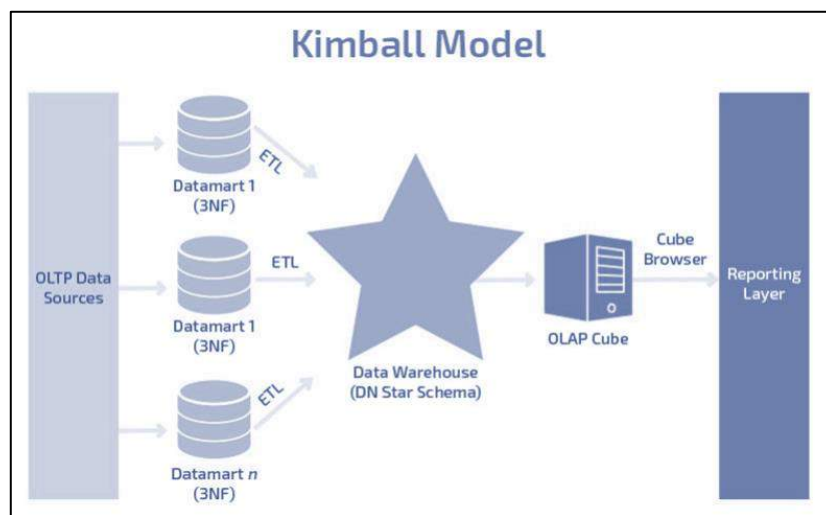 Kimball Model
OLTP Data
Sources
Datamart 1
(3NF)
ETL
Datamart 1
(3NF)
ETL
Datamart n
(3NF)
ETL
Data Warehouse
(DN Star Schema)
OLAP Cube
Cube
Browser
Reporting
Layer